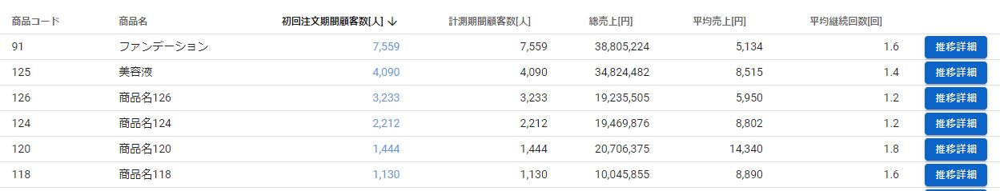 商品コード 商品名 初回注文期間顧客数[人] ↓ 計測期間顧客数[人] 総売上[円] 平均売上[円] 平均継続回数[回]
91 ファンデーション 7,559 7,559 38,805,224 5,134 1.6 推移詳細
125 美容液 4,090 4,090 34,824,482 8,515 1.4 推移詳細
126 商品名126 3,233 3,233 19,235,505 5,950 1.2 推移詳細
124 商品名124 2,212 2,212 19,469,876 8,802 1.2 推移詳細
120 商品名120 1,444 1,444 20,706,375 14,340 1.8 推移詳細
118 商品名118 1,130 1,130 10,045,855 8,890 1.6 推移詳細